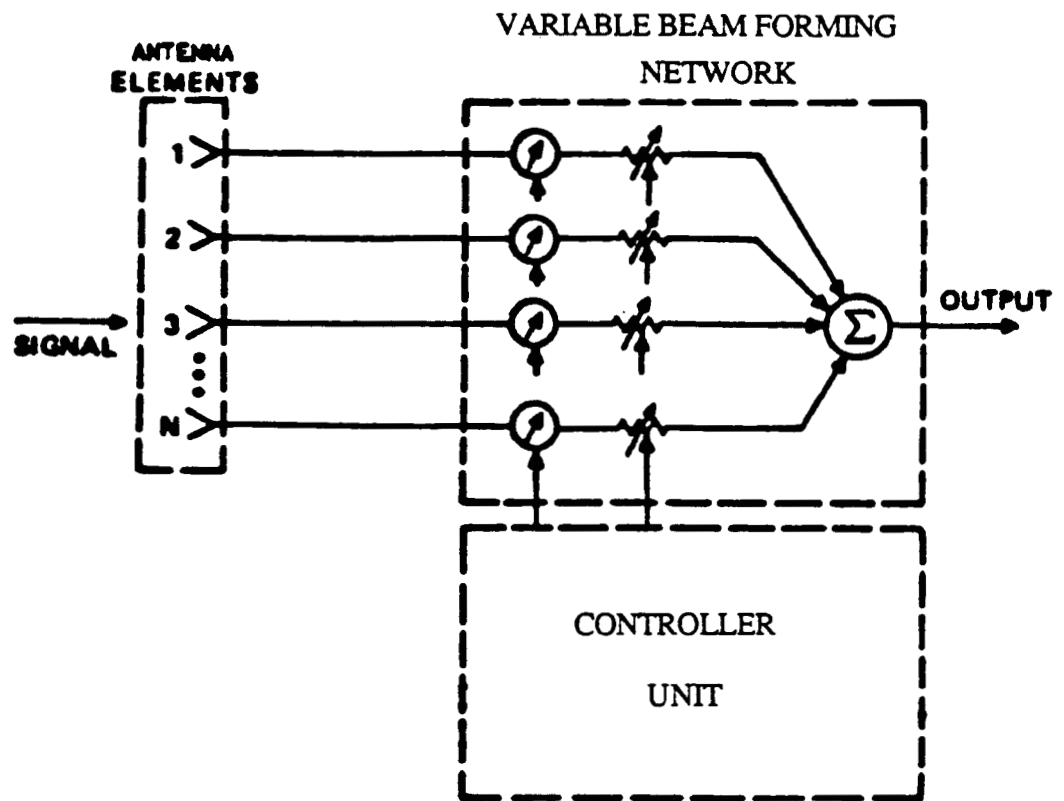 VARIABLE BEAM FORMING
NETWORK
ANTENNA
ELEMENTS
1
2
3
N
SIGNAL
Σ
OUTPUT
CONTROLLER
UNIT